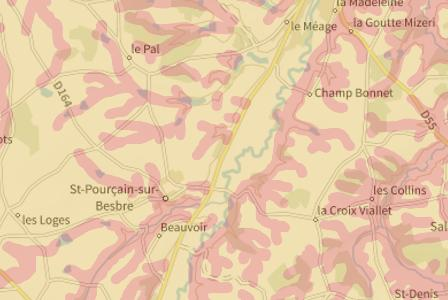 la Madeleine
le Méage
la Goutte Mizeri
le Pal
D164
Champ Bonnet
D55
ots
St-Pourçain-sur-
Besbre
les Collins
les Loges
la Croix Viallet
Beauvoir
Sal
St-Denis